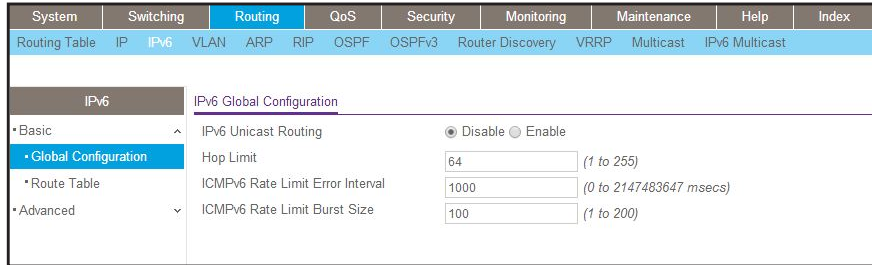 System Switching Routing QoS Security Monitoring Maintenance Help Index
Routing Table IP IPv6 VLAN ARP RIP OSPF OSPFv3 Router Discovery VRRP Multicast IPv6 Multicast
IPv6
IPv6 Global Configuration
Basic
Global Configuration
Route Table
Advanced
IPv6 Unicast Routing Disable Enable
Hop Limit 64 (1 to 255)
ICMPv6 Rate Limit Error Interval 1000 (0 to 2147483647 msecs)
ICMPv6 Rate Limit Burst Size 100 (1 to 200)